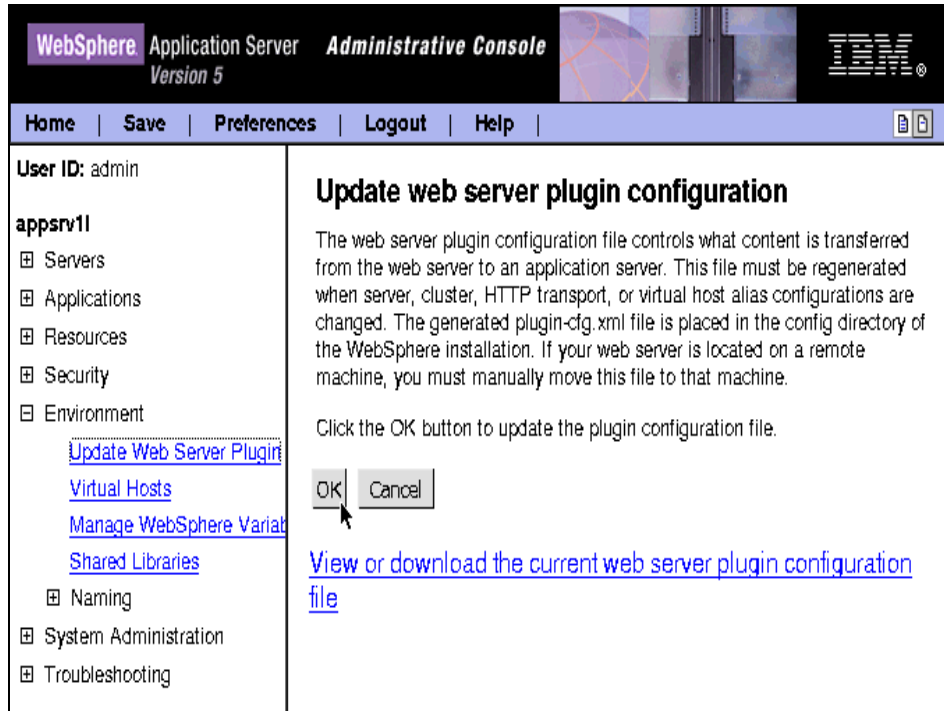 WebSphere. Application Server Administrative Console
Version 5
IBM®
Home | Save | Preferences | Logout | Help |
User ID: admin
appsrv1l
Servers
Applications
Resources
Security
Environment
Update Web Server Plugin
Virtual Hosts
Manage WebSphere Variab
Shared Libraries
Naming
System Administration
Troubleshooting
Update web server plugin configuration
The web server plugin configuration file controls what content is transferred
from the web server to an application server. This file must be regenerated
when server, cluster, HTTP transport, or virtual host alias configurations are
changed. The generated plugin-cfg.xml file is placed in the config directory of
the WebSphere installation. If your web server is located on a remote
machine, you must manually move this file to that machine.
Click the OK button to update the plugin configuration file.
OK Cancel
View or download the current web server plugin configuration
file